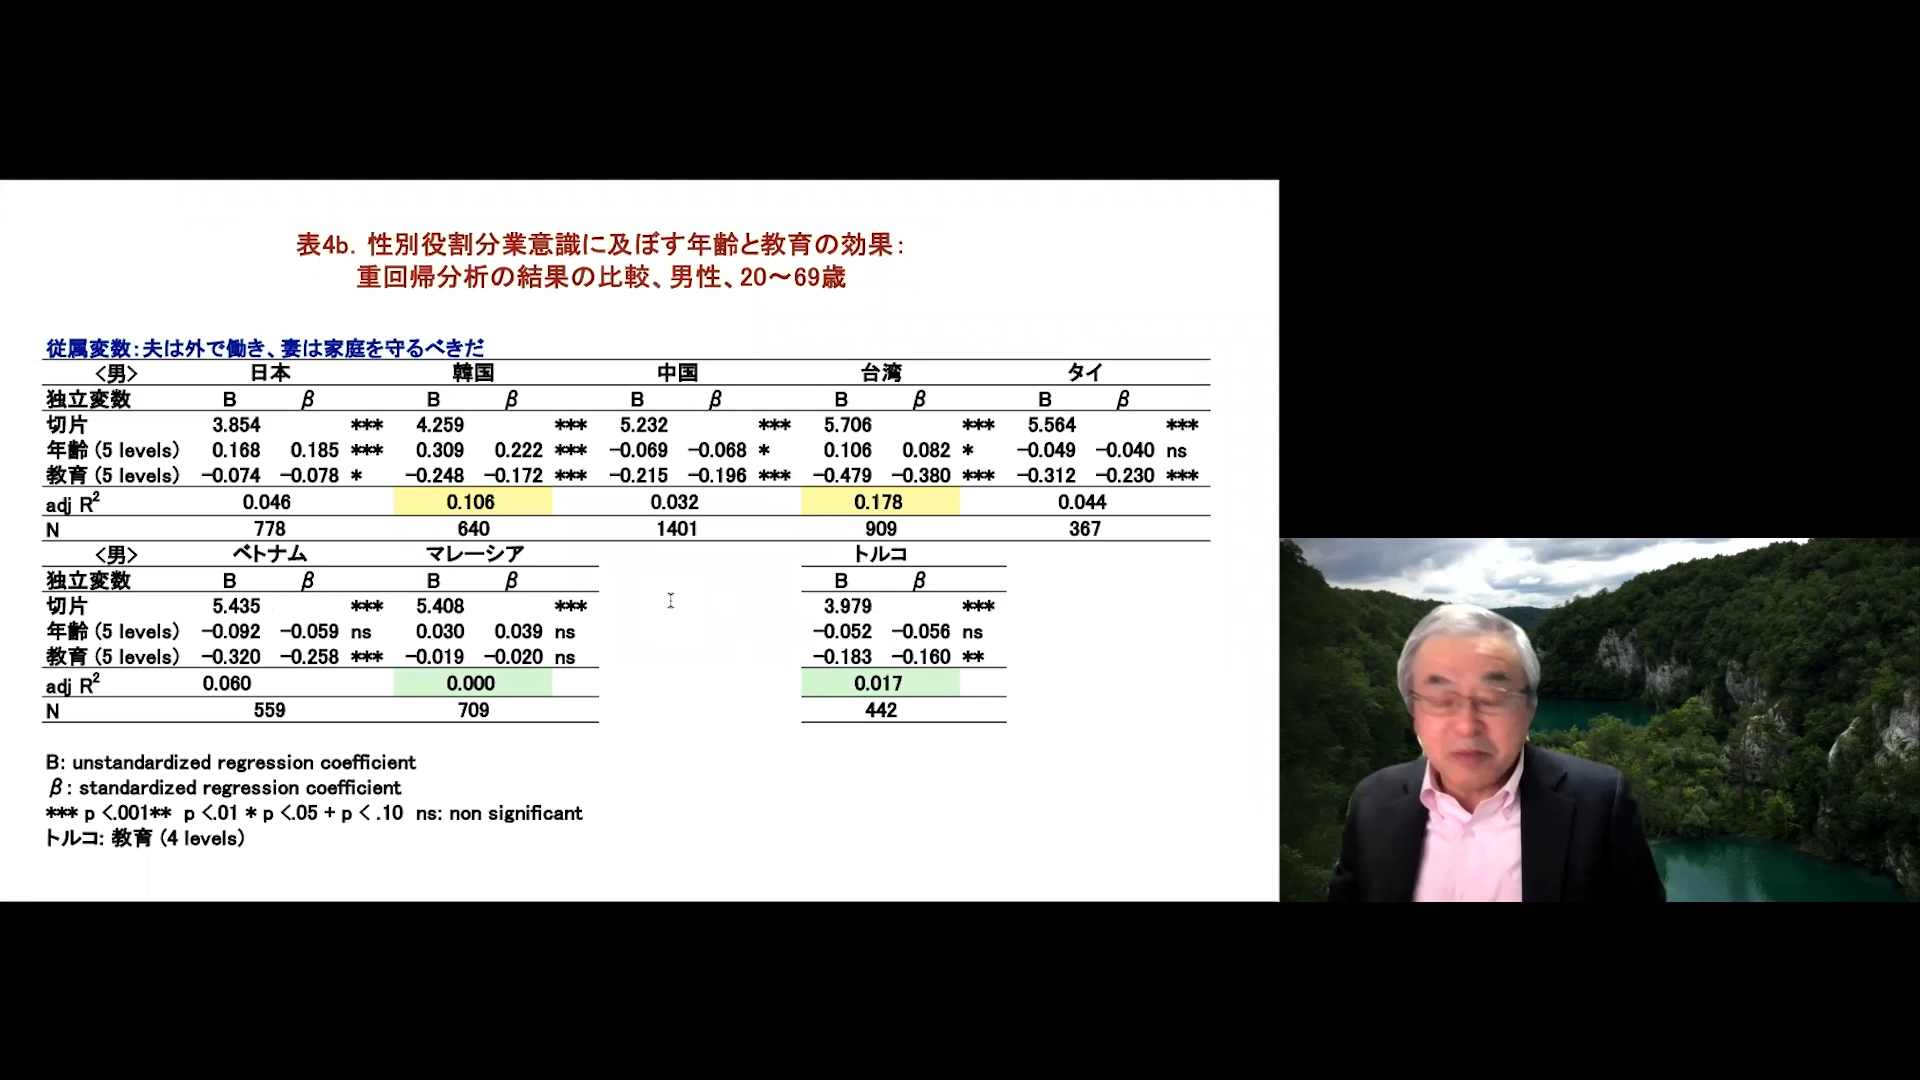 表4b. 性別役割分業意識に及ぼす年齢と教育の効果：
重回帰分析の結果の比較、男性、20～69歳
従属変数：夫は外で働き、妻は家庭を守るべきだ
<男> 日本 韓国 中国 台湾 タイ
独立変数 B β B β B β B β B β
切片 3.854 *** 4.259 *** 5.232 *** 5.706 *** 5.564 ***
年齢 (5 levels) 0.168 0.185 *** 0.309 0.222 *** −0.069 −0.068 * 0.106 0.082 * −0.049 −0.040 ns
教育 (5 levels) −0.074 −0.078 * −0.248 −0.172 *** −0.215 −0.196 *** −0.479 −0.380 *** −0.312 −0.230 ***
adj R² 0.046 0.106 0.032 0.178 0.044
N 778 640 1401 909 367
<男> ベトナム マレーシア トルコ
独立変数 B β B β B β
切片 5.435 *** 5.408 *** 3.979 ***
年齢 (5 levels) −0.092 −0.059 ns 0.030 0.039 ns −0.052 −0.056 ns
教育 (5 levels) −0.320 −0.258 *** −0.019 −0.020 ns −0.183 −0.160 **
adj R² 0.060 0.000 0.017
N 559 709 442
B: unstandardized regression coefficient
β: standardized regression coefficient
*** p <.001** p <.01 * p <.05 + p < .10 ns: non significant
トルコ: 教育 (4 levels)